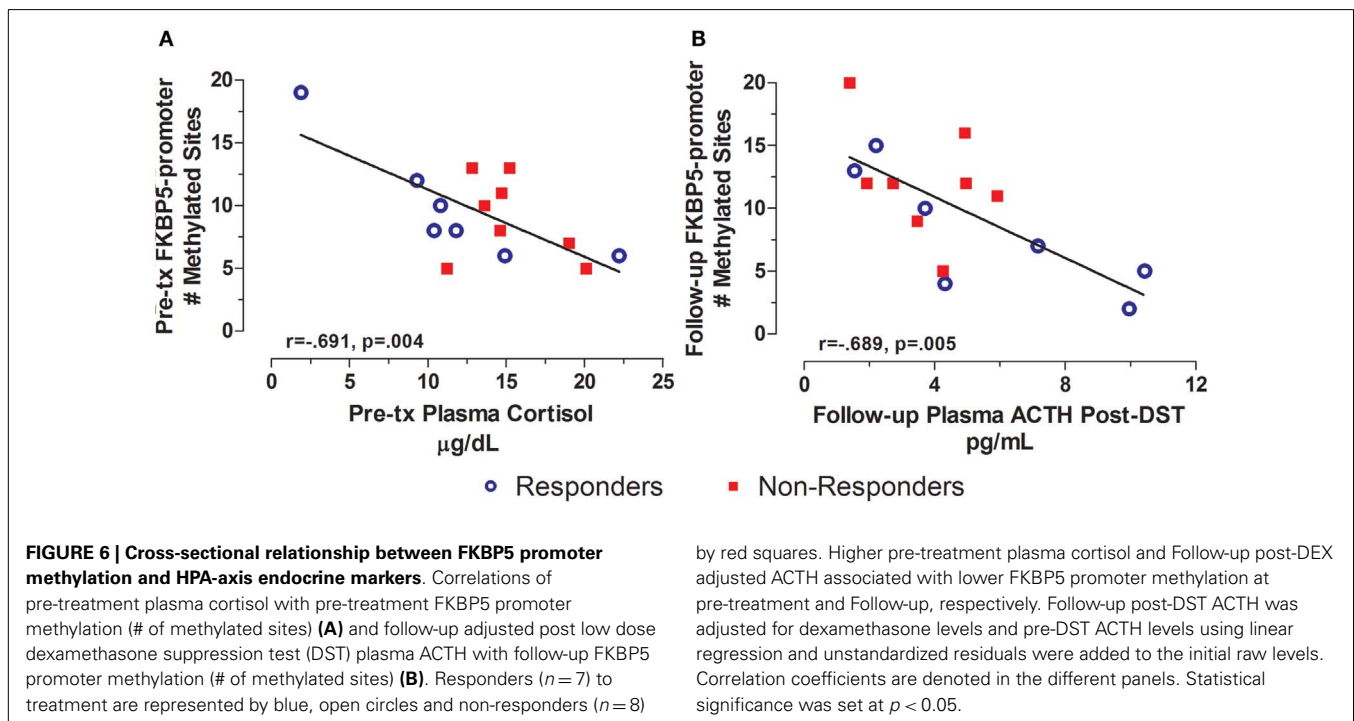 A
Pre-tx FKBP5-promoter
# Methylated Sites
20
15
10
5
0
r=-.691, p=.004
0 5 10 15 20 25
Pre-tx Plasma Cortisol
µg/dL
B
Follow-up FKBP5-promoter
# Methylated Sites
20
15
10
5
0
r=-.689, p=.005
0 4 8 12
Follow-up Plasma ACTH Post-DST
pg/mL
Responders Non-Responders
FIGURE 6 | Cross-sectional relationship between FKBP5 promoter
methylation and HPA-axis endocrine markers. Correlations of
pre-treatment plasma cortisol with pre-treatment FKBP5 promoter
methylation (# of methylated sites) (A) and follow-up adjusted post low dose
dexamethasone suppression test (DST) plasma ACTH with follow-up FKBP5
promoter methylation (# of methylated sites) (B). Responders (n = 7) to
treatment are represented by blue, open circles and non-responders (n = 8)
by red squares. Higher pre-treatment plasma cortisol and Follow-up post-DEX
adjusted ACTH associated with lower FKBP5 promoter methylation at
pre-treatment and Follow-up, respectively. Follow-up post-DST ACTH was
adjusted for dexamethasone levels and pre-DST ACTH levels using linear
regression and unstandardized residuals were added to the initial raw levels.
Correlation coefficients are denoted in the different panels. Statistical
significance was set at p < 0.05.